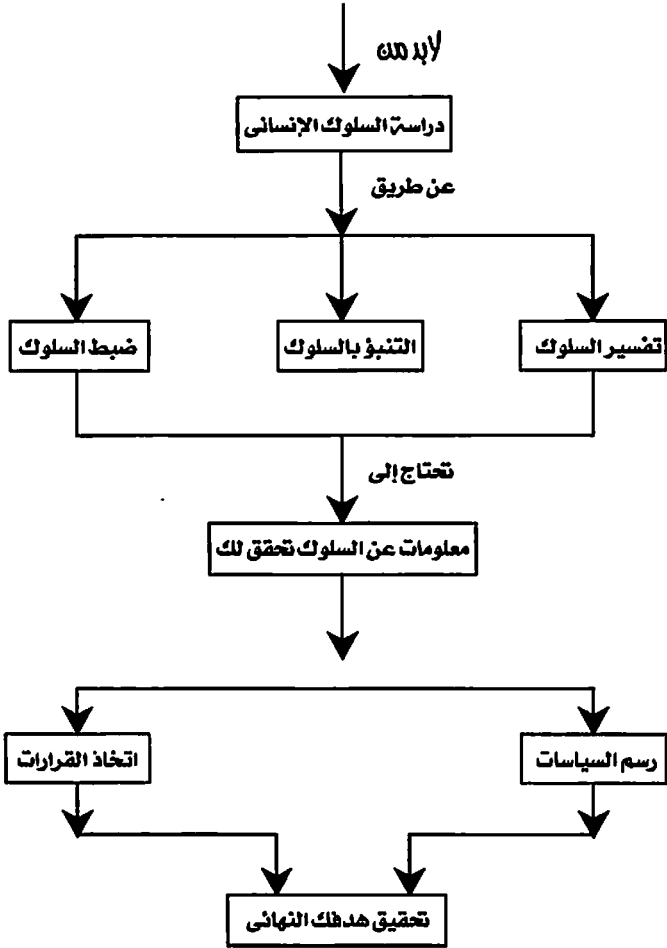 لابد من
دراسة السلوك الإنسانى
عن طريق
تفسير السلوك
التنبؤ بالسلوك
ضبط السلوك
تحتاج إلى
معلومات عن السلوك تحقق لك
رسم السياسات
اتخاذ القرارات
تحقيق هدفك النهائى